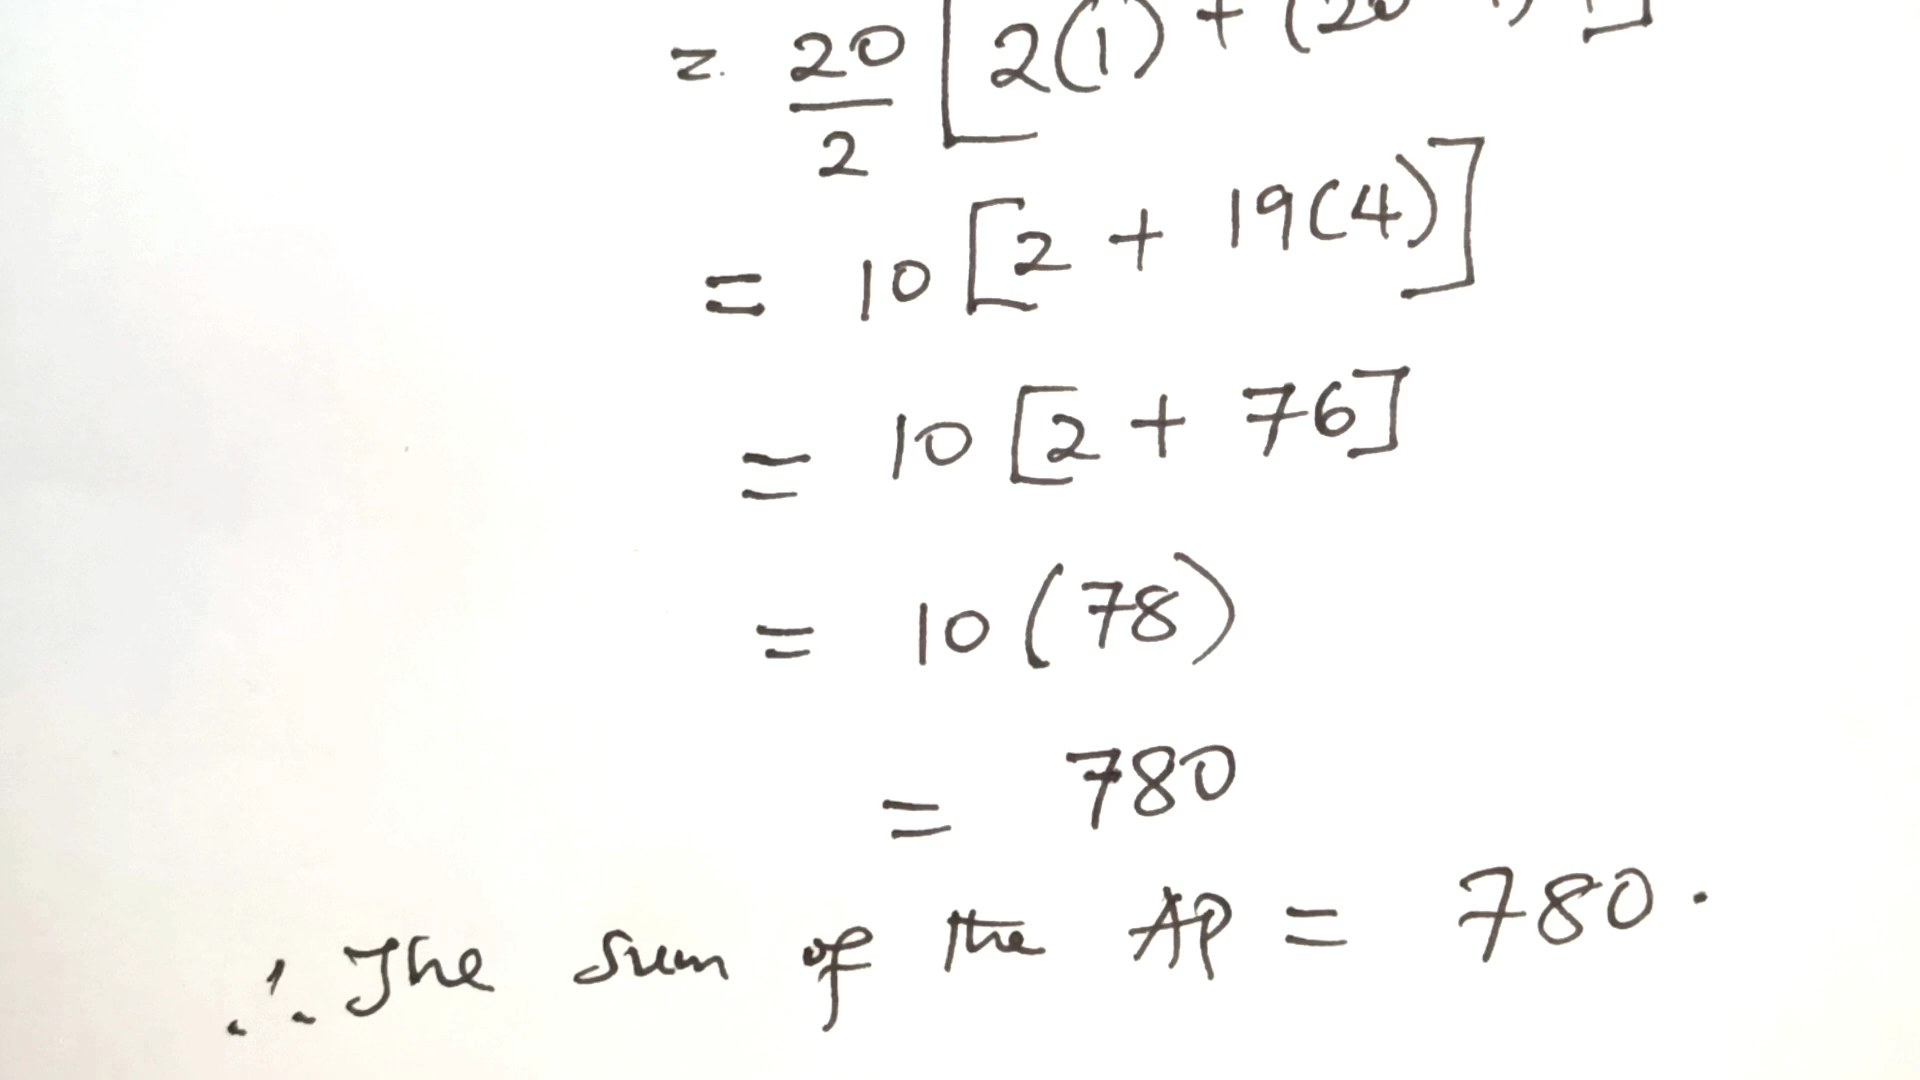 = 20/2 [2(1) + (20
= 10 [2 + 19(4)]
= 10 [2 + 76]
= 10 (78)
= 780
∴ The sum of the AP = 780.